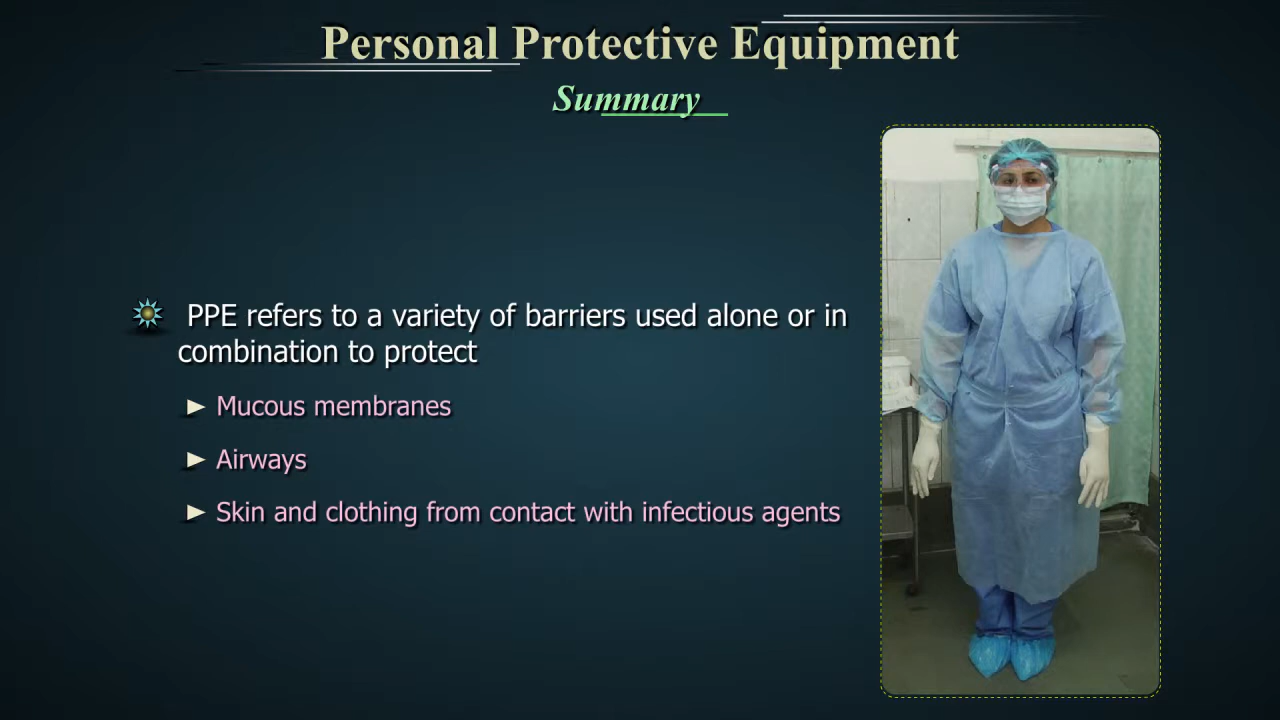 Personal Protective Equipment
Summary
PPE refers to a variety of barriers used alone or in
combination to protect
Mucous membranes
Airways
Skin and clothing from contact with infectious agents